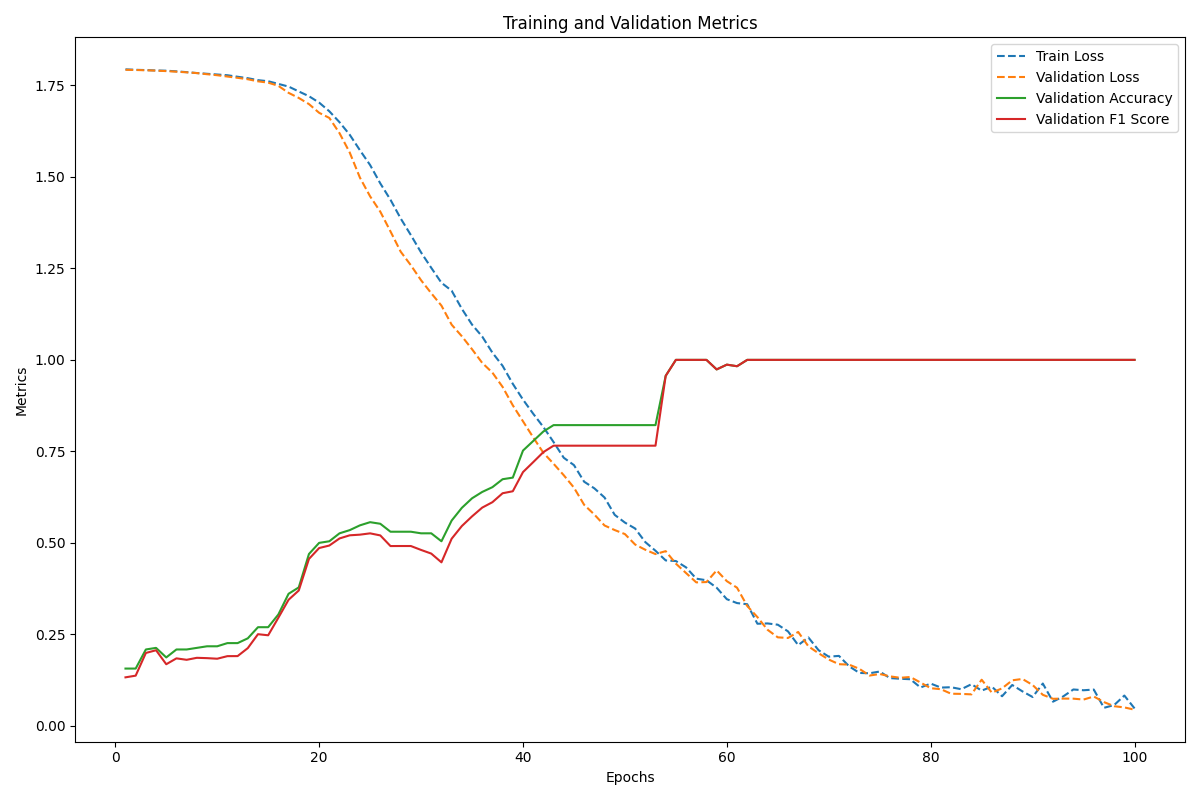 Training and Validation Metrics
Train Loss
Validation Loss
Validation Accuracy
Validation F1 Score
1.75
1.50
1.25
1.00
0.75
0.50
0.25
0.00
Metrics
0 20 40 60 80 100
Epochs